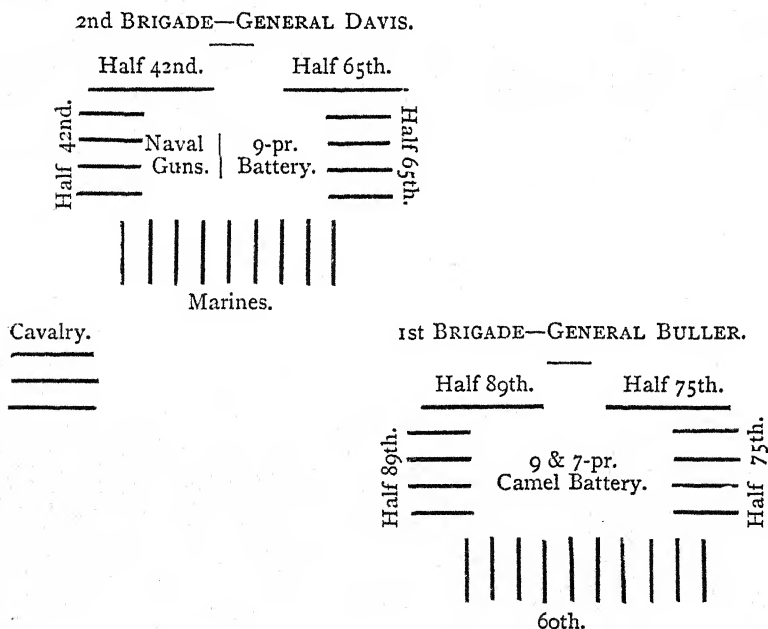 2nd BRIGADE—GENERAL DAVIS.
Half 42nd.
Half 65th.
Half 42nd.
Naval
Guns.
9-pr.
Battery.
Half 65th.
Marines.
Cavalry.
1st BRIGADE—GENERAL BULLER.
Half 89th.
Half 75th.
Half 89th.
9 & 7-pr.
Camel Battery.
Half 75th.
60th.